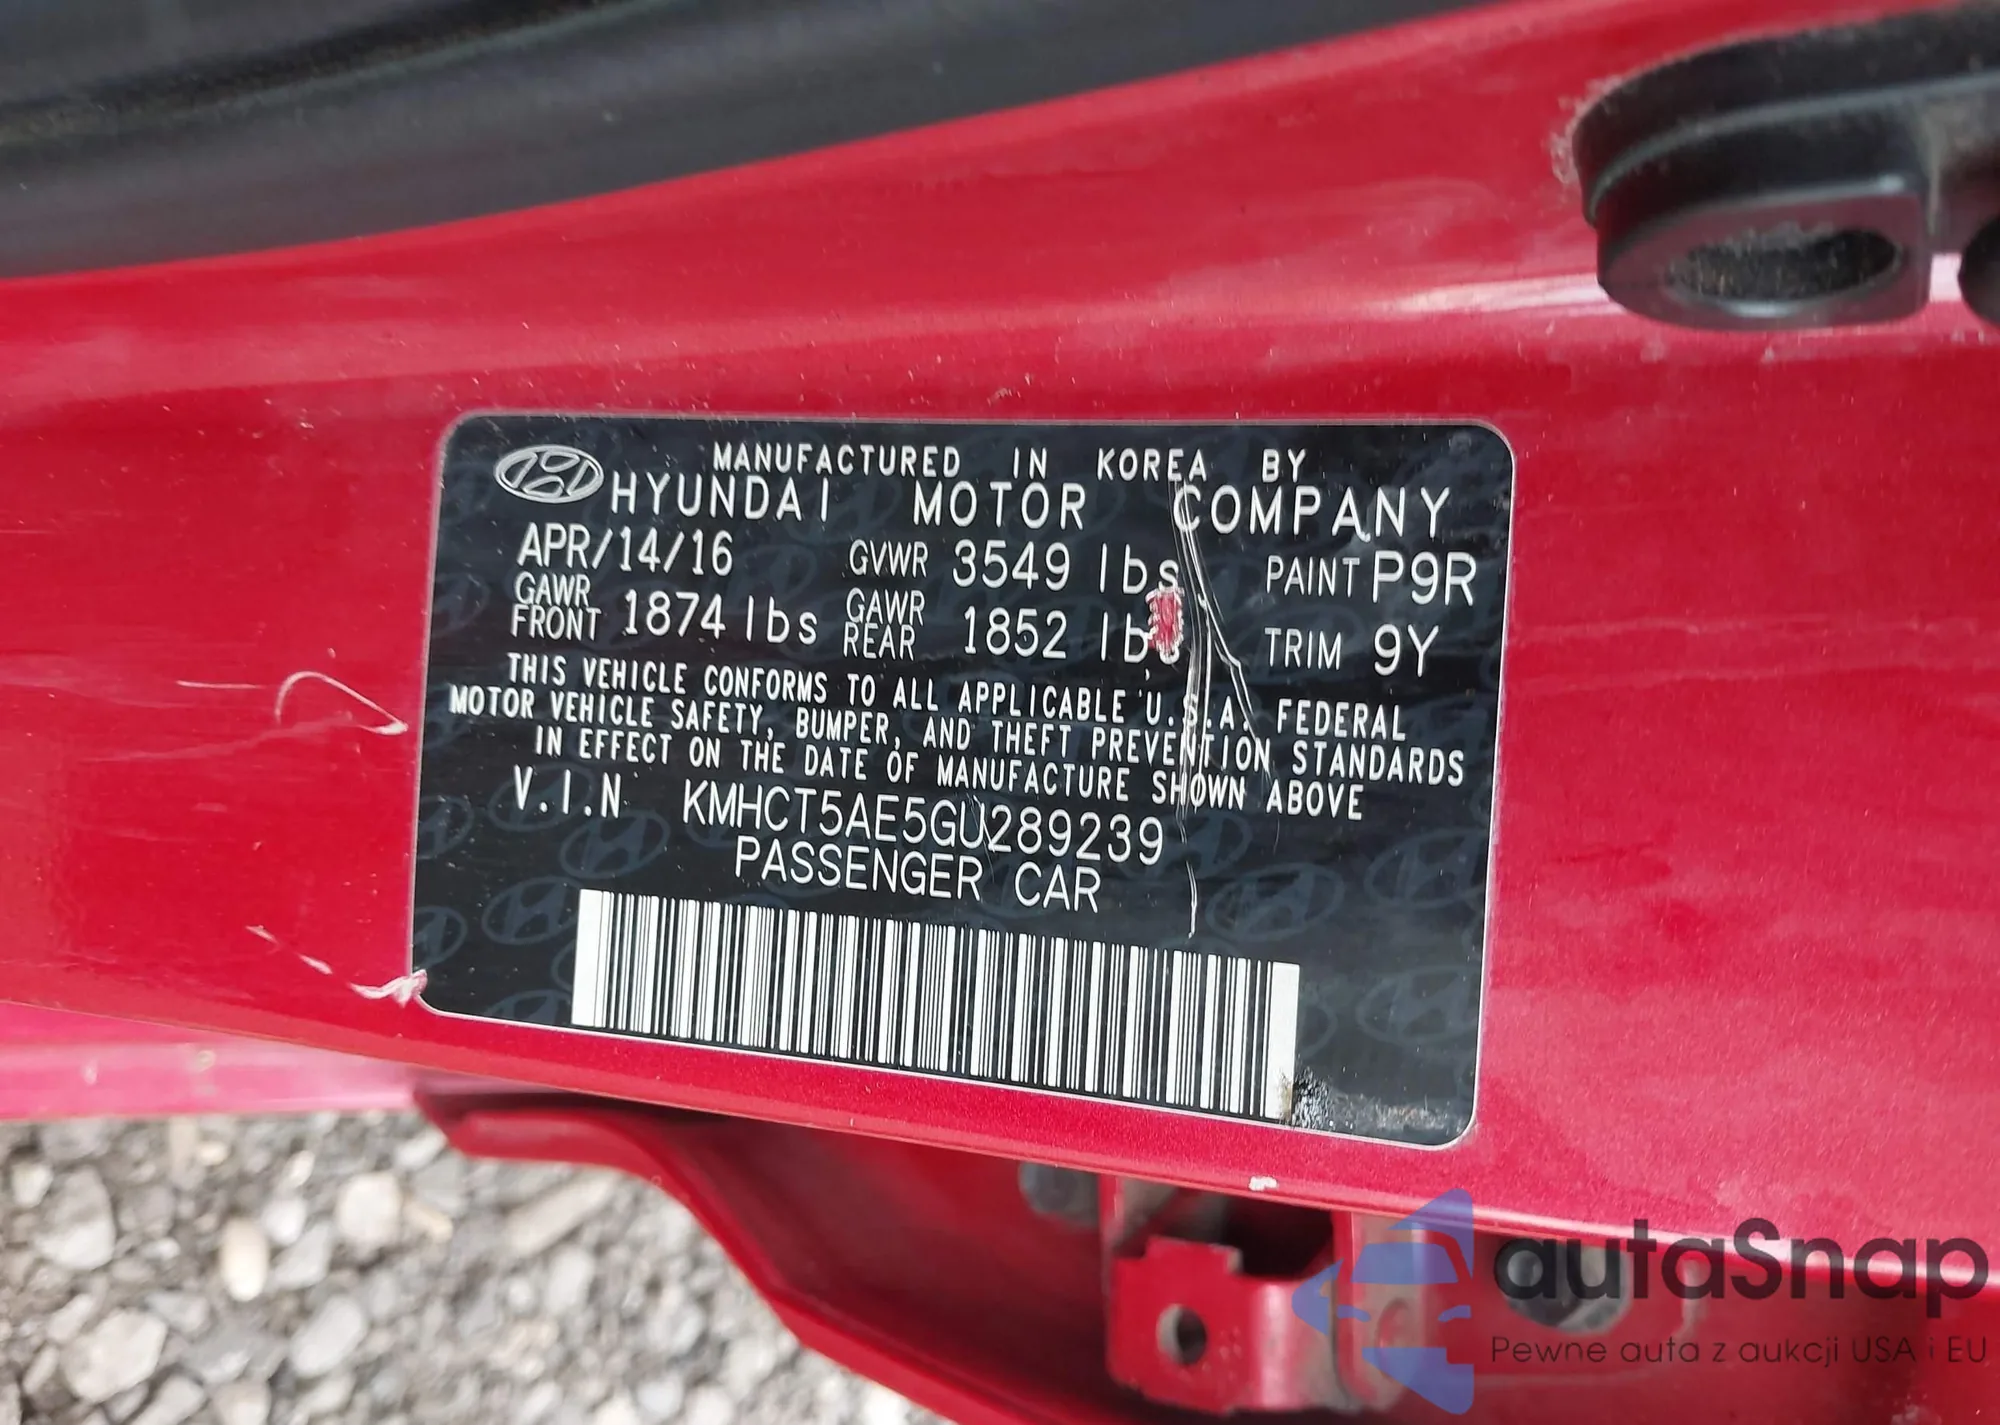 MANUFACTURED IN KOREA BY
HYUNDAI MOTOR COMPANY
APR/14/16 GVWR 3549 lbs PAINT P9R
GAWR FRONT 1874 lbs GAWR REAR 1852 lbs TRIM 9Y
THIS VEHICLE CONFORMS TO ALL APPLICABLE U.S.A. FEDERAL
MOTOR VEHICLE SAFETY, BUMPER, AND THEFT PREVENTION STANDARDS
IN EFFECT ON THE DATE OF MANUFACTURE SHOWN ABOVE
V.I.N KMHCT5AE5GU289239
PASSENGER CAR
autaSnap
Pewne auta z aukcji USA i EU